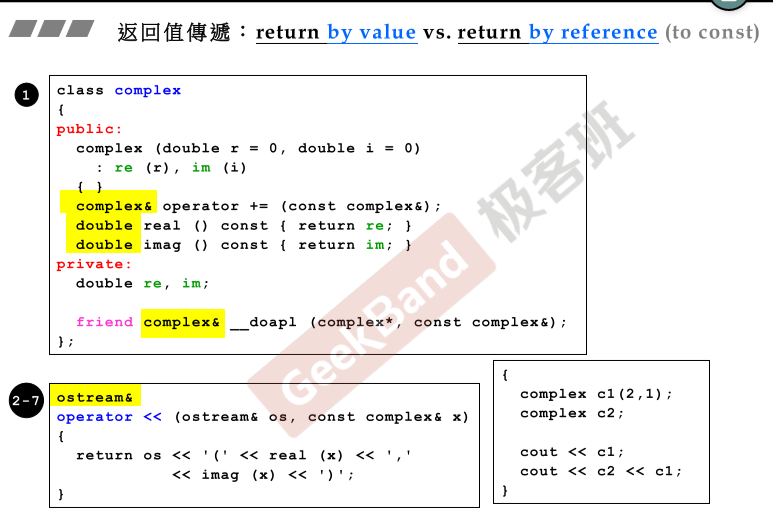 返回值傳遞：return by value vs. return by reference (to const)
1
class complex
{
public:
  complex (double r = 0, double i = 0)
    : re (r), im (i)
  { }
  complex& operator += (const complex&);
  double real () const { return re; }
  double imag () const { return im; }
private:
  double re, im;
  friend complex& __doapl (complex*, const complex&);
};
GeekBand 极客班
2-7
ostream&
operator << (ostream& os, const complex& x)
{
  return os << '(' << real (x) << ','
            << imag (x) << ')';
}
{
  complex c1(2,1);
  complex c2;
  cout << c1;
  cout << c2 << c1;
}